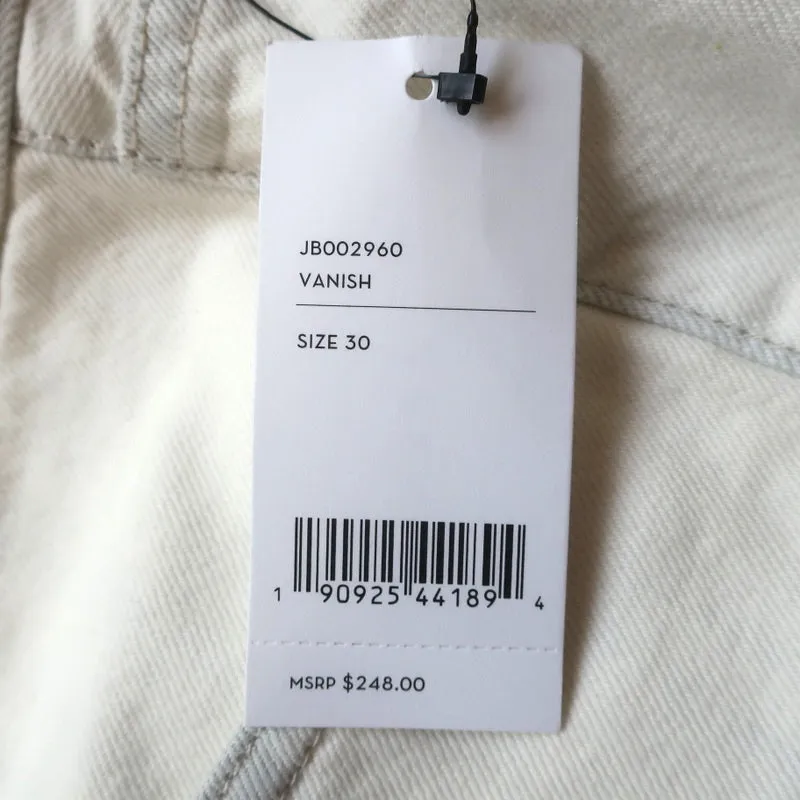 JB002960
VANISH
SIZE 30
1 90925 44189 4
MSRP $248.00